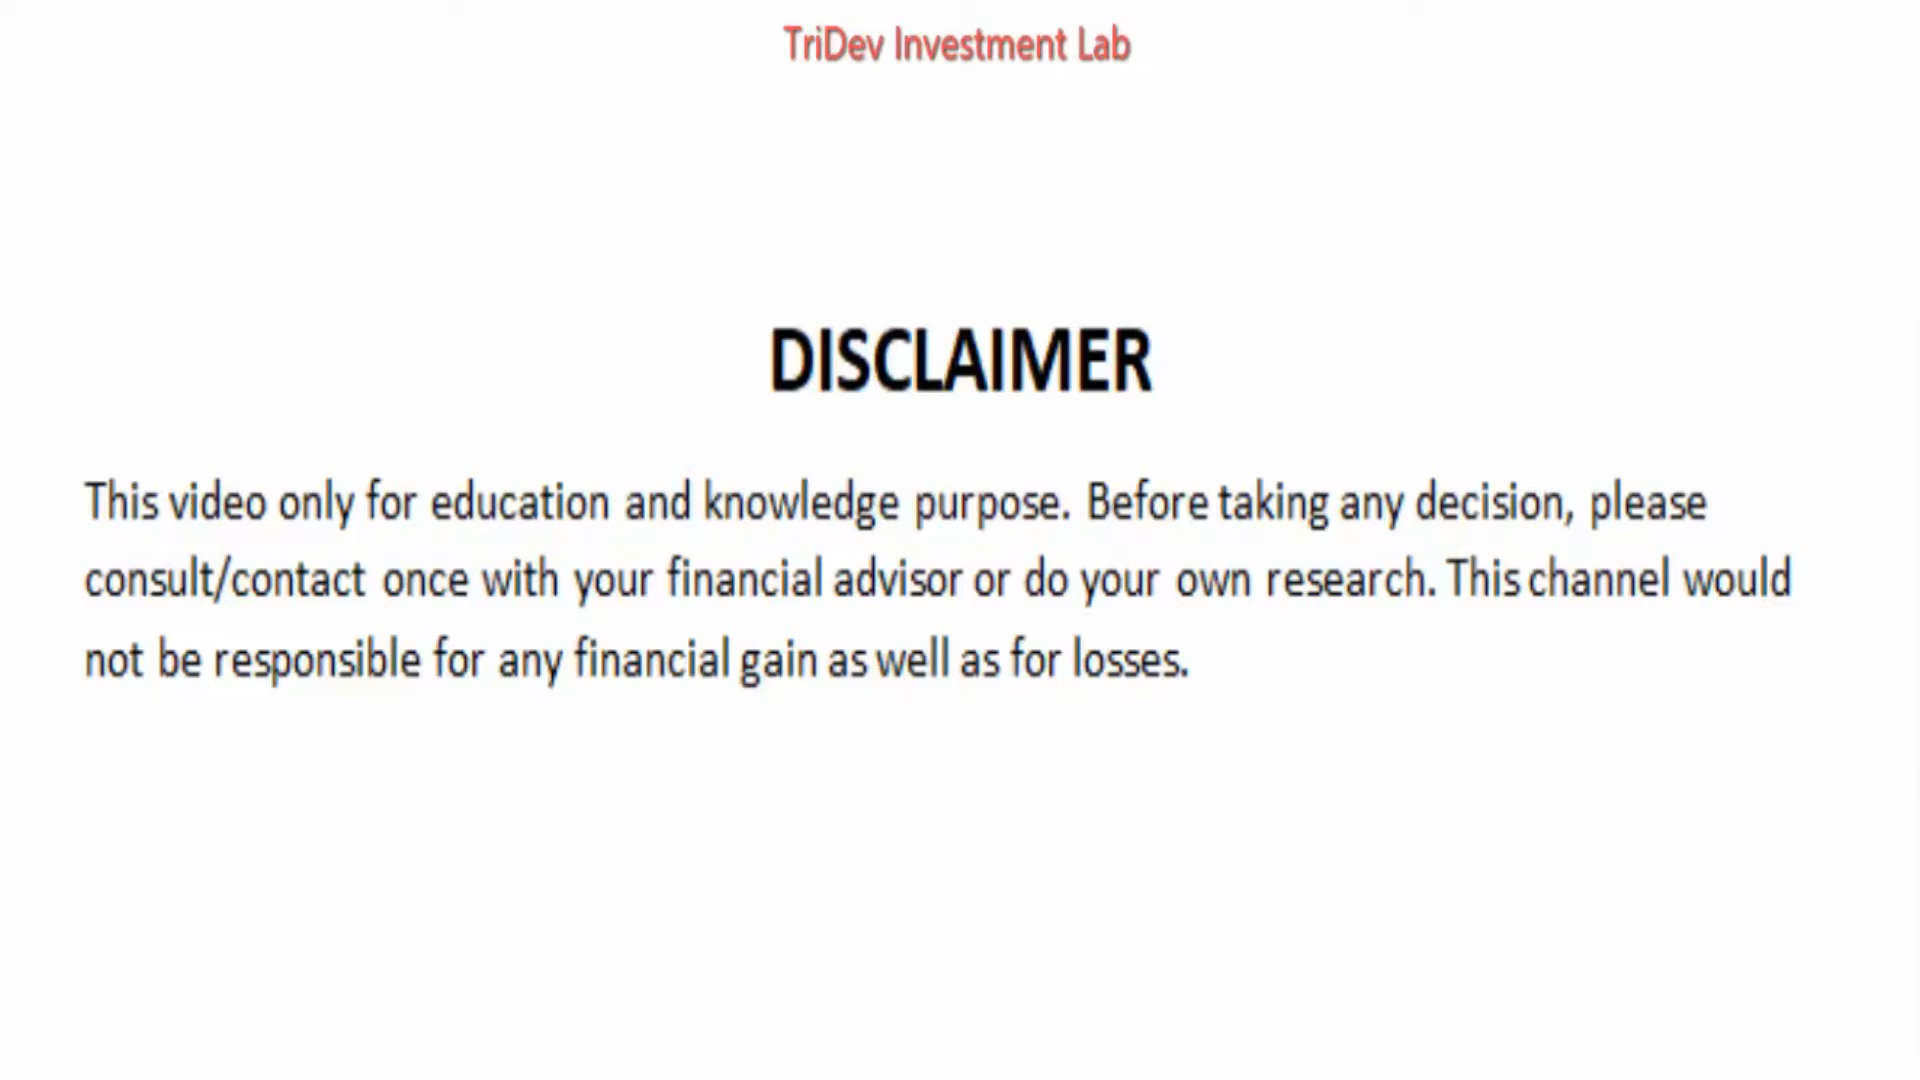 TriDev Investment Lab
DISCLAIMER
This video only for education and knowledge purpose. Before taking any decision, please
consult/contact once with your financial advisor or do your own research. This channel would
not be responsible for any financial gain as well as for losses.